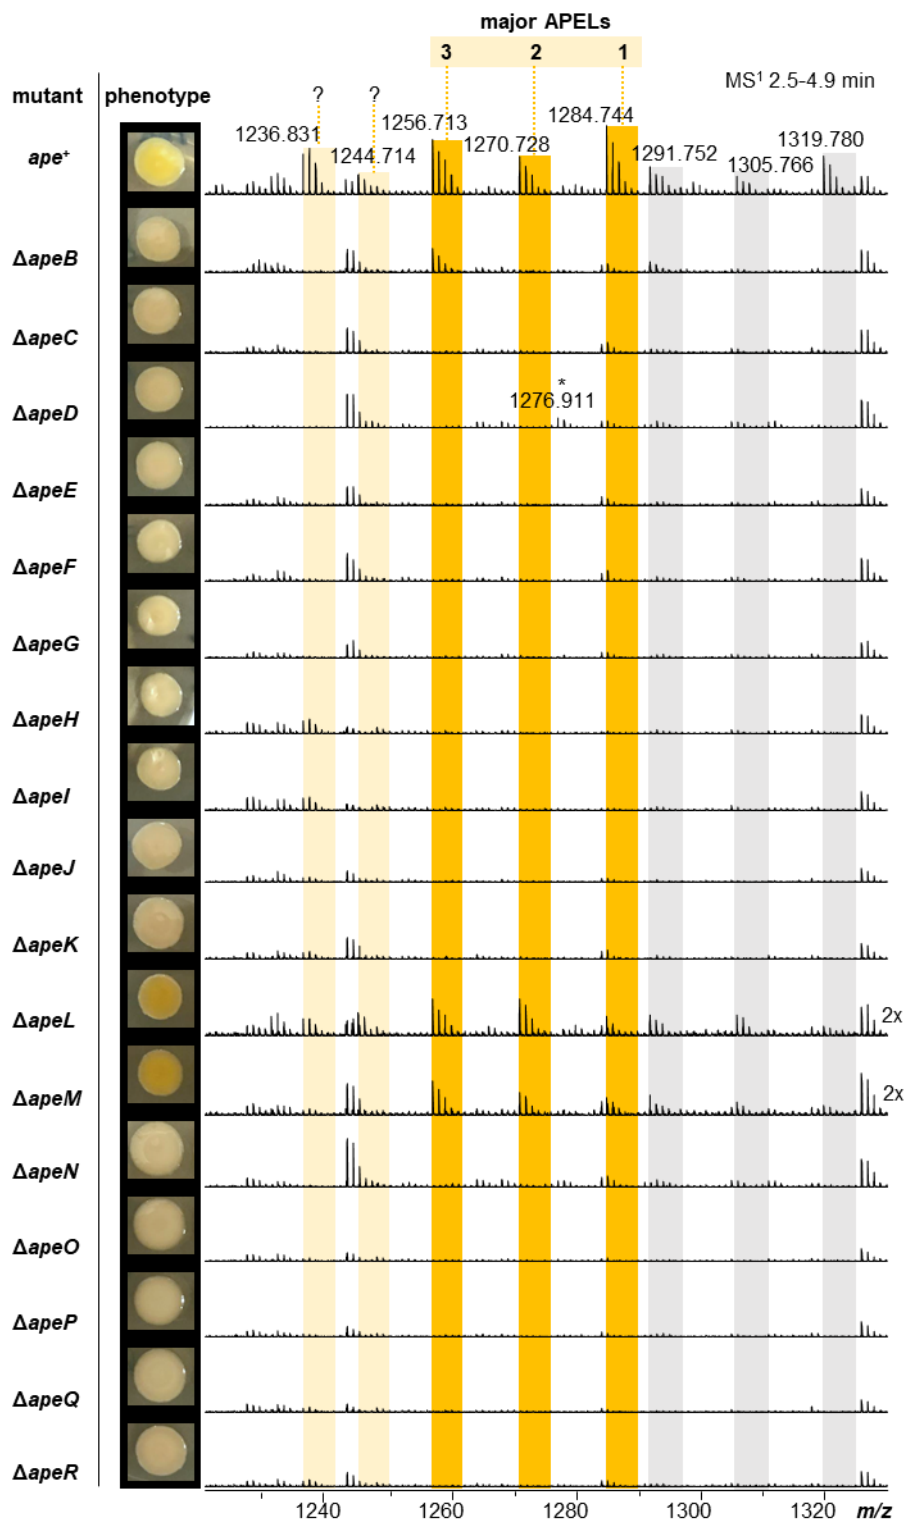 major APELs
3 2 1
MS¹ 2.5-4.9 min
mutant phenotype ? ?
1236.831 1244.714 1256.713 1270.728 1284.744 1291.752 1305.766 1319.780
ape⁺
ΔapeB
ΔapeC
ΔapeD
*
1276.911
ΔapeE
ΔapeF
ΔapeG
ΔapeH
ΔapeI
ΔapeJ
ΔapeK
ΔapeL 2x
ΔapeM 2x
ΔapeN
ΔapeO
ΔapeP
ΔapeQ
ΔapeR
1240 1260 1280 1300 1320 m/z